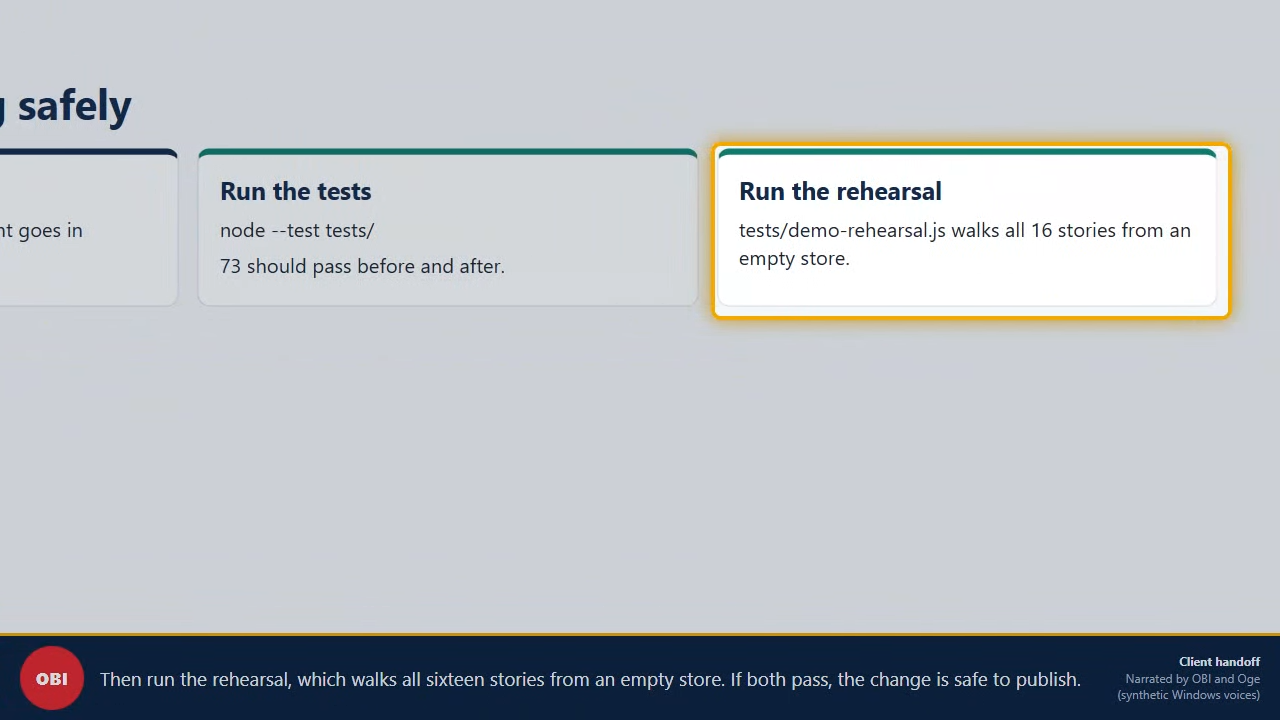 safely
nt goes in
Run the tests
node --test tests/
73 should pass before and after.
Run the rehearsal
tests/demo-rehearsal.js walks all 16 stories from an
empty store.
OBI
Then run the rehearsal, which walks all sixteen stories from an empty store. If both pass, the change is safe to publish.
Client handoff
Narrated by OBI and Oge
(synthetic Windows voices)